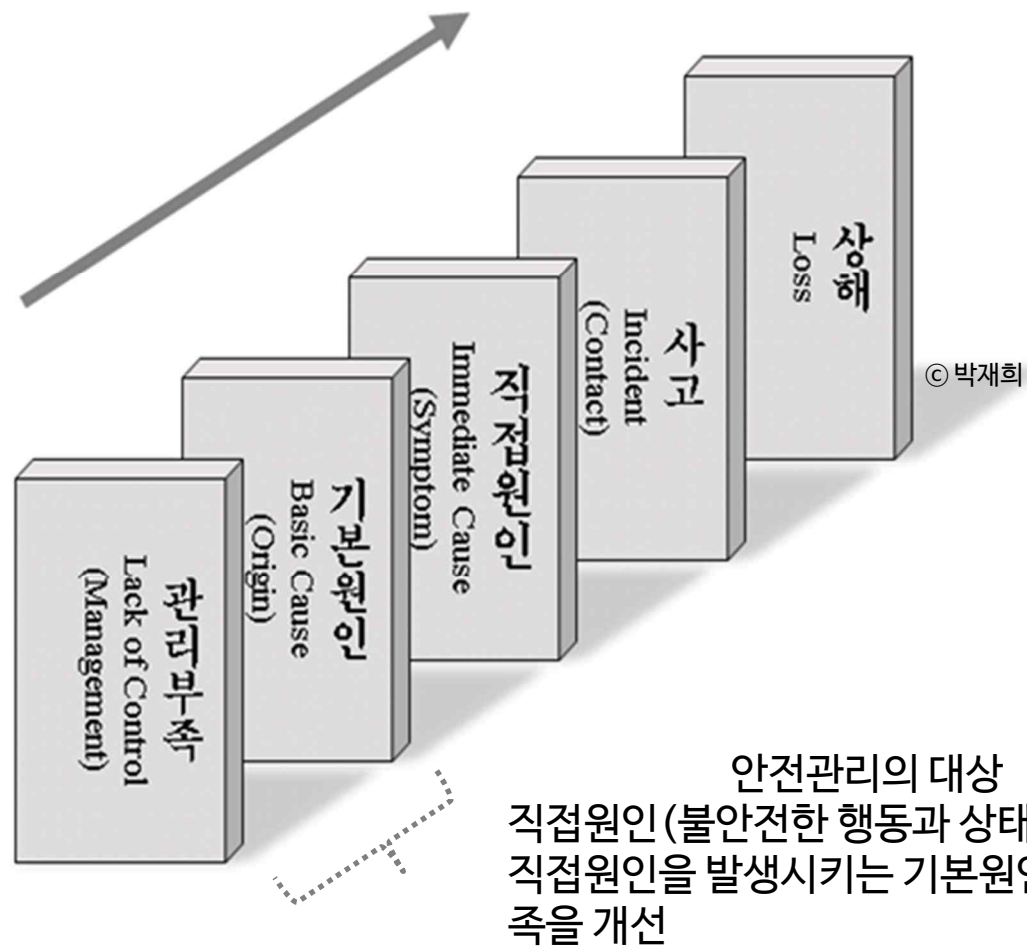 관리부족
Lack of Control
(Management)
기본원인
Basic Cause
(Origin)
직접원인
Immediate Cause
(Symptom)
사고
Incident
(Contact)
상해
Loss
ⓒ 박재희
안전관리의 대상
직접원인(불안전한 행동과 상태
직접원인을 발생시키는 기본원인
족을 개선